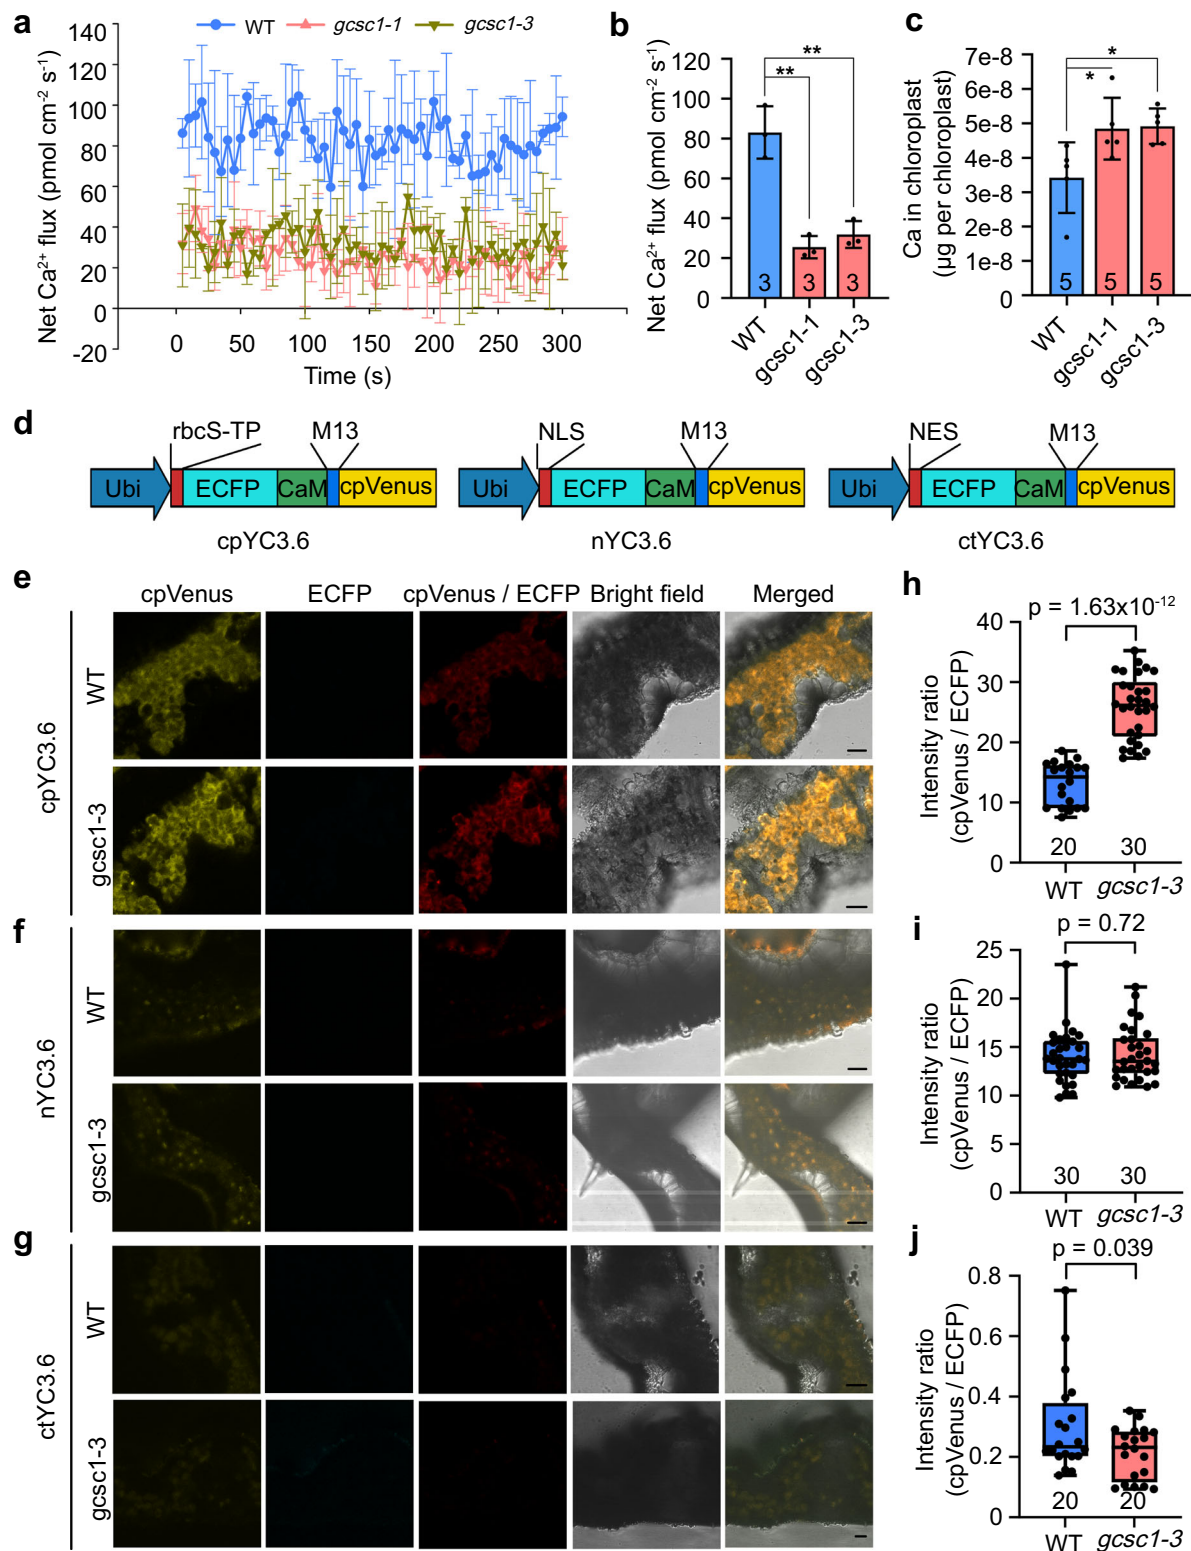 a
WT gcsc1-1 gcsc1-3
Net Ca²⁺ flux (pmol cm⁻² s⁻¹)
140
120
100
80
60
40
20
0
-20
0 50 100 150 200 250 300
Time (s)
b
Net Ca²⁺ flux (pmol cm⁻² s⁻¹)
120
100
80
60
40
20
0
**
**
3 3 3
WT gcsc1-1 gcsc1-3
c
Ca in chloroplast
(µg per chloroplast)
7e-8
6e-8
5e-8
4e-8
3e-8
2e-8
1e-8
0
*
*
5 5 5
WT gcsc1-1 gcsc1-3
d
rbcS-TP M13
Ubi ECFP CaM cpVenus
cpYC3.6
NLS M13
Ubi ECFP CaM cpVenus
nYC3.6
NES M13
Ubi ECFP CaM cpVenus
ctYC3.6
e
cpVenus ECFP cpVenus / ECFP Bright field Merged
cpYC3.6
WT
gcsc1-3
f
nYC3.6
WT
gcsc1-3
g
ctYC3.6
WT
gcsc1-3
h
p = 1.63x10⁻¹²
Intensity ratio
(cpVenus / ECFP)
40
30
20
10
0
20 30
WT gcsc1-3
i
p = 0.72
Intensity ratio
(cpVenus / ECFP)
25
20
15
10
5
0
30 30
WT gcsc1-3
j
p = 0.039
Intensity ratio
(cpVenus / ECFP)
0.8
0.6
0.4
0.2
0
20 20
WT gcsc1-3